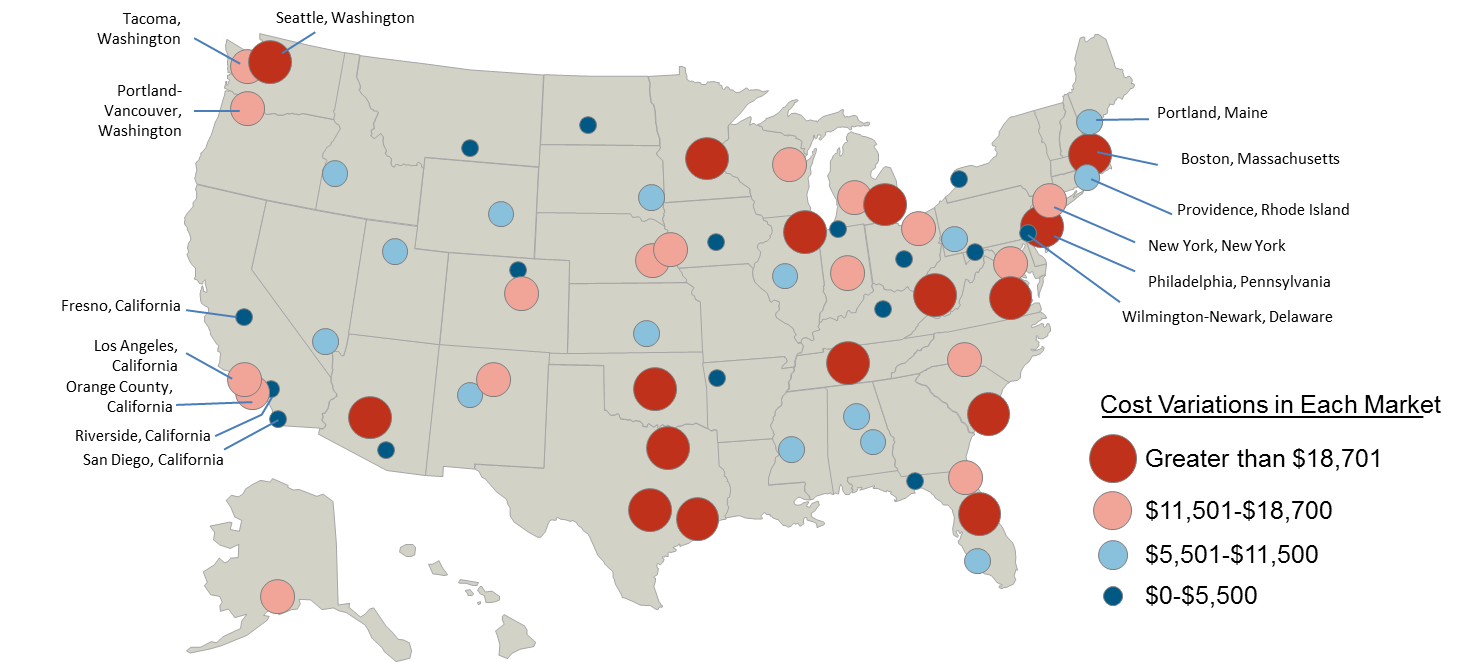 Tacoma,
Washington
Seattle, Washington
Portland-
Vancouver,
Washington
Portland, Maine
Boston, Massachusetts
Providence, Rhode Island
New York, New York
Philadelphia, Pennsylvania
Wilmington-Newark, Delaware
Fresno, California
Los Angeles,
California
Orange County,
California
Riverside, California
San Diego, California
Cost Variations in Each Market
Greater than $18,701
$11,501-$18,700
$5,501-$11,500
$0-$5,500